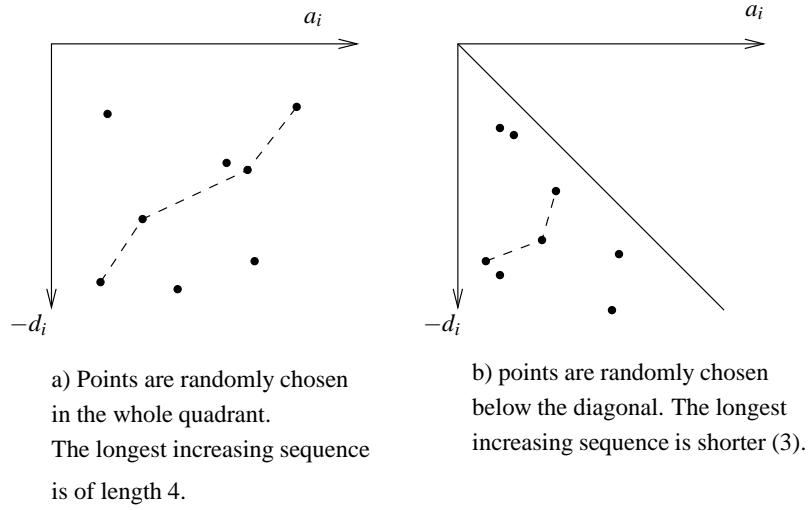 a_i
a_i
−d_i
−d_i
a) Points are randomly chosen
in the whole quadrant.
The longest increasing sequence
is of length 4.
b) points are randomly chosen
below the diagonal. The longest
increasing sequence is shorter (3).